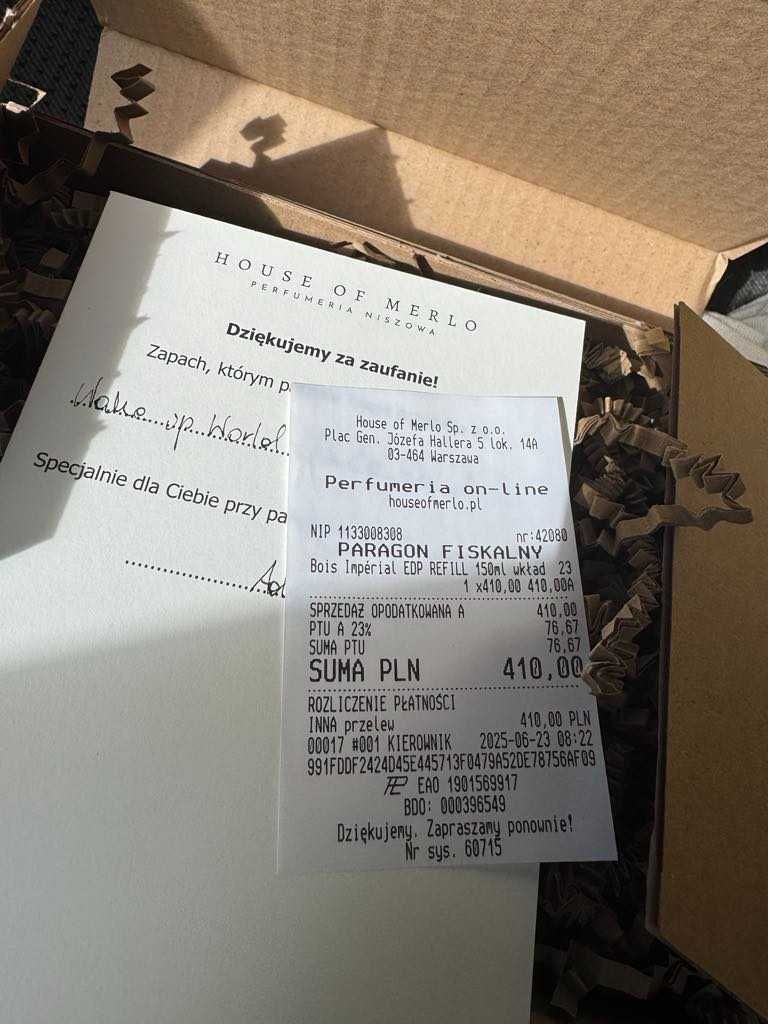 HOUSE OF MERLO
PERFUMERIA NISZOWA
Dziękujemy za zaufanie!
Zapach, którym p
Wake up World
Specjalnie dla Ciebie przy pa
House of Merlo Sp. z o.o.
Plac Gen. Józefa Hallera 5 lok. 14A
03-464 Warszawa
Perfumeria on-line
houseofmerlo.pl
NIP 1133008308 nr:42080
PARAGON FISKALNY
Bois Impérial EDP REFILL 150ml wkład 23
1 x410,00 410,00A
SPRZEDAŻ OPODATKOWANA A 410,00
PTU A 23% 76,67
SUMA PTU 76,67
SUMA PLN 410,00
ROZLICZENIE PŁATNOŚCI
INNA przelew 410,00 PLN
00017 #001 KIEROWNIK 2025-06-23 08:22
991FDDF2424D45E445713F0479A52DE78756AF09
EAO 1901569917
BDO: 000396549
Dziękujemy. Zapraszamy ponownie!
Nr sys. 60715